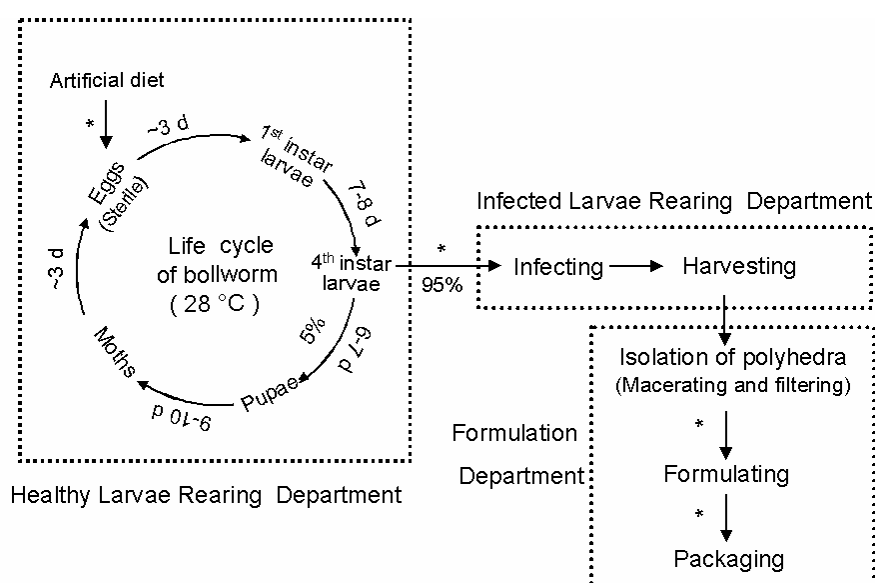 Artificial diet
*
~3 d
1st instar
larvae
7-8 d
Eggs
(Sterile)
Life cycle
of bollworm
( 28 °C )
~3 d
4th instar
larvae
*
95%
5%
6-7 d
Pupae
9-10 d
Moths
Healthy Larvae Rearing Department
Infected Larvae Rearing Department
Infecting
Harvesting
Isolation of polyhedra
(Macerating and filtering)
*
Formulation
Department
Formulating
*
Packaging